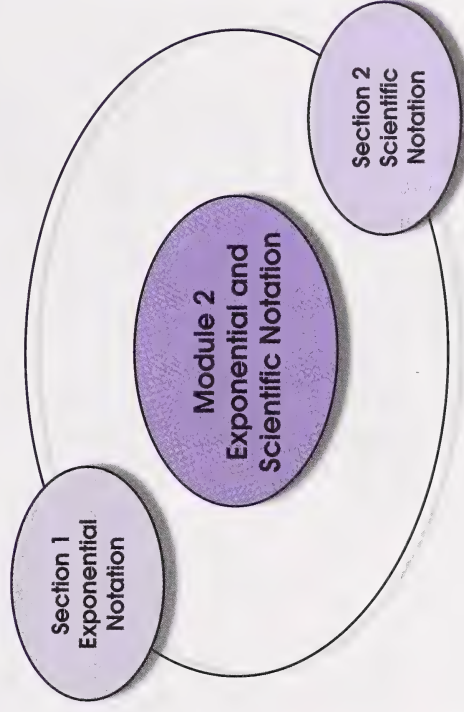 Section 1
Exponential
Notation
Module 2
Exponential and
Scientific Notation
Section 2
Scientific
Notation